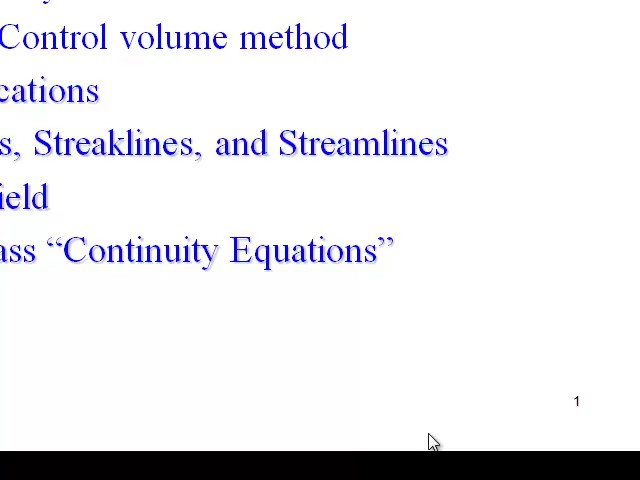 Control volume method
cations
s, Streaklines, and Streamlines
ield
ass “Continuity Equations”
1